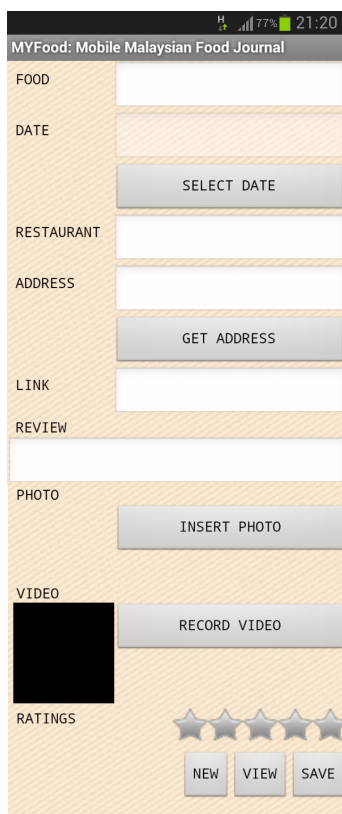 H 77% 21:20
MYFood: Mobile Malaysian Food Journal
FOOD
DATE
SELECT DATE
RESTAURANT
ADDRESS
GET ADDRESS
LINK
REVIEW
PHOTO
INSERT PHOTO
VIDEO
RECORD VIDEO
RATINGS
NEW VIEW SAVE